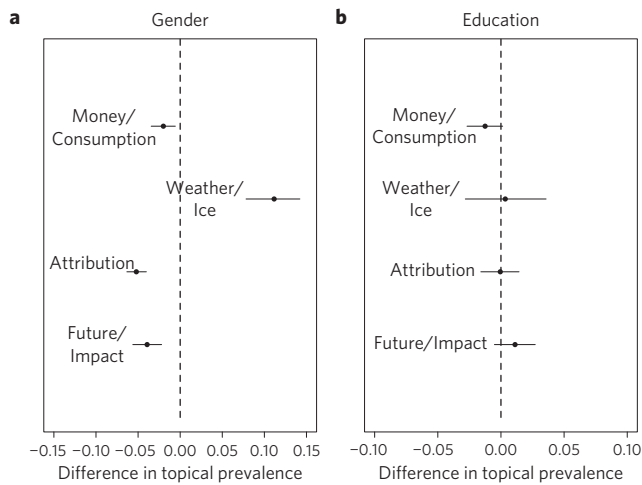 a
Gender
Money/
Consumption
Weather/
Ice
Attribution
Future/
Impact
−0.15 −0.10 −0.05 0.00 0.05 0.10 0.15
Difference in topical prevalence
b
Education
Money/
Consumption
Weather/
Ice
Attribution
Future/Impact
−0.10 −0.05 0.00 0.05 0.10
Difference in topical prevalence